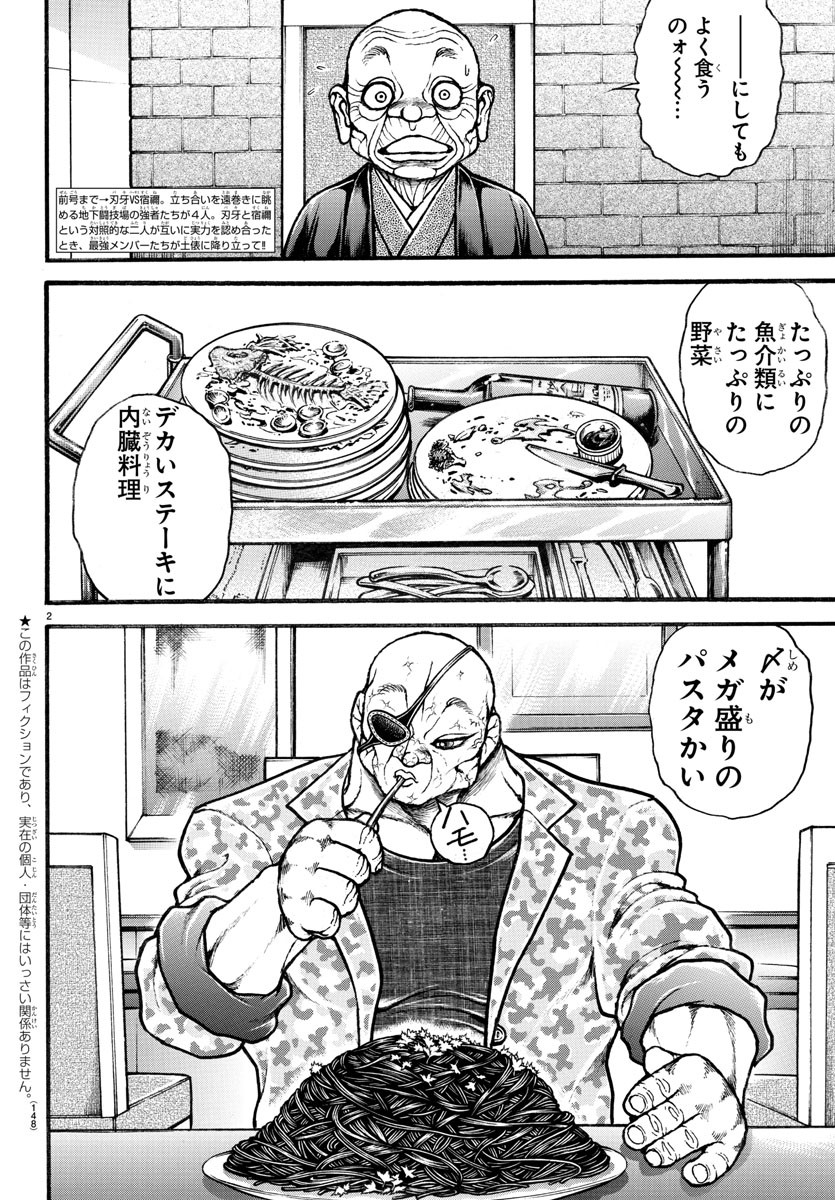 ――にしても
よく食う
のォ～～…
前号まで→刃牙VS宿禰。立ち合いを遠巻きに眺
める地下闘技場の強者たちが４人。刃牙と宿禰
という対照的な二人が互いに実力を認め合った
とき、最強メンバーたちが土俵に降り立って!!
たっぷりの
魚介類に
たっぷりの
野菜
デカいステーキに
内臓料理
2
〆が
メガ盛りの
パスタかい
ハモ…
★この作品はフィクションであり、実在の個人・団体等にはいっさい関係ありません。
(148)